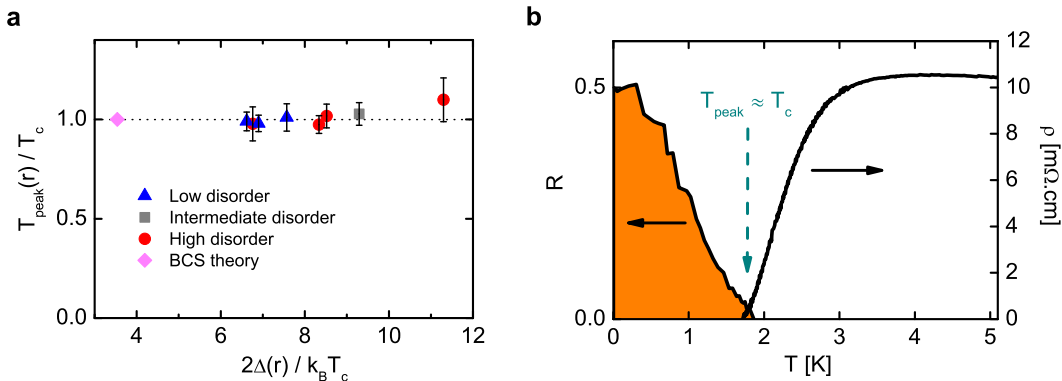 a
T_peak(r) / T_c
1.0
0.5
0.0
Low disorder
Intermediate disorder
High disorder
BCS theory
4 6 8 10 12
2Δ(r) / k_BT_c
b
R
0.5
0.0
T_peak ≈ T_c
12
10
8
6
4
2
0
ρ [mΩ.cm]
0 1 2 3 4 5
T [K]